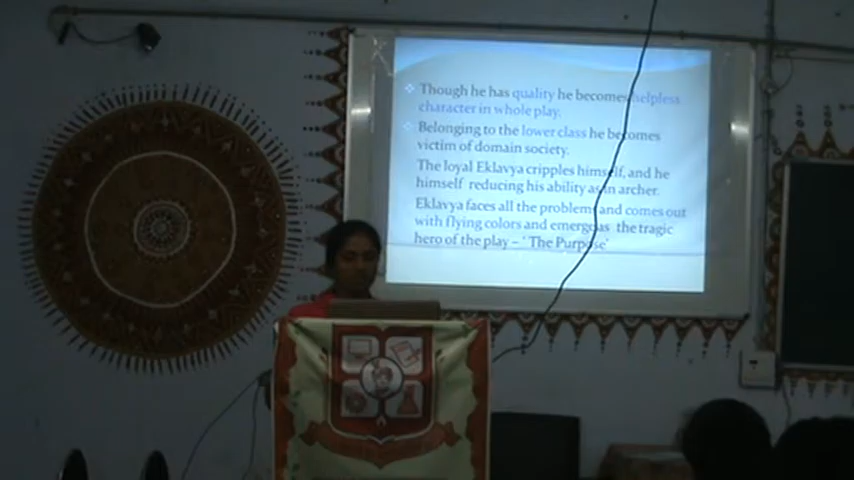 Though he has quality he becomes helpless
character in whole play.
Belonging to the lower class he becomes
victim of domain society.
The loyal Eklavya cripples himself, and he
himself reducing his ability as in archer.
Eklavya faces all the problems and comes out
with flying colors and emerge as the tragic
hero of the play – ‘ The Purpose’